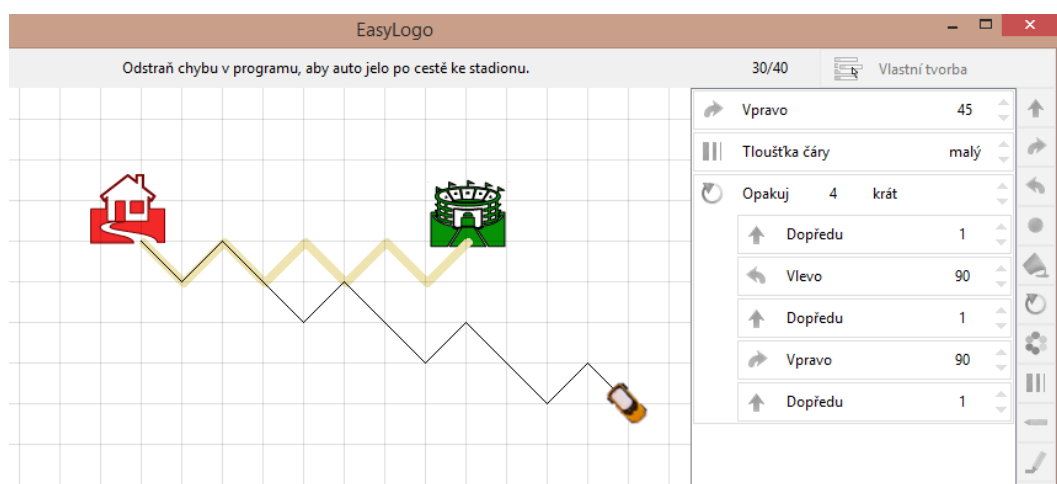 EasyLogo
Odstraň chybu v programu, aby auto jelo po cestě ke stadionu.
30/40
Vlastní tvorba
Vpravo 45
Tloušťka čáry malý
Opakuj 4 krát
Dopředu 1
Vlevo 90
Dopředu 1
Vpravo 90
Dopředu 1